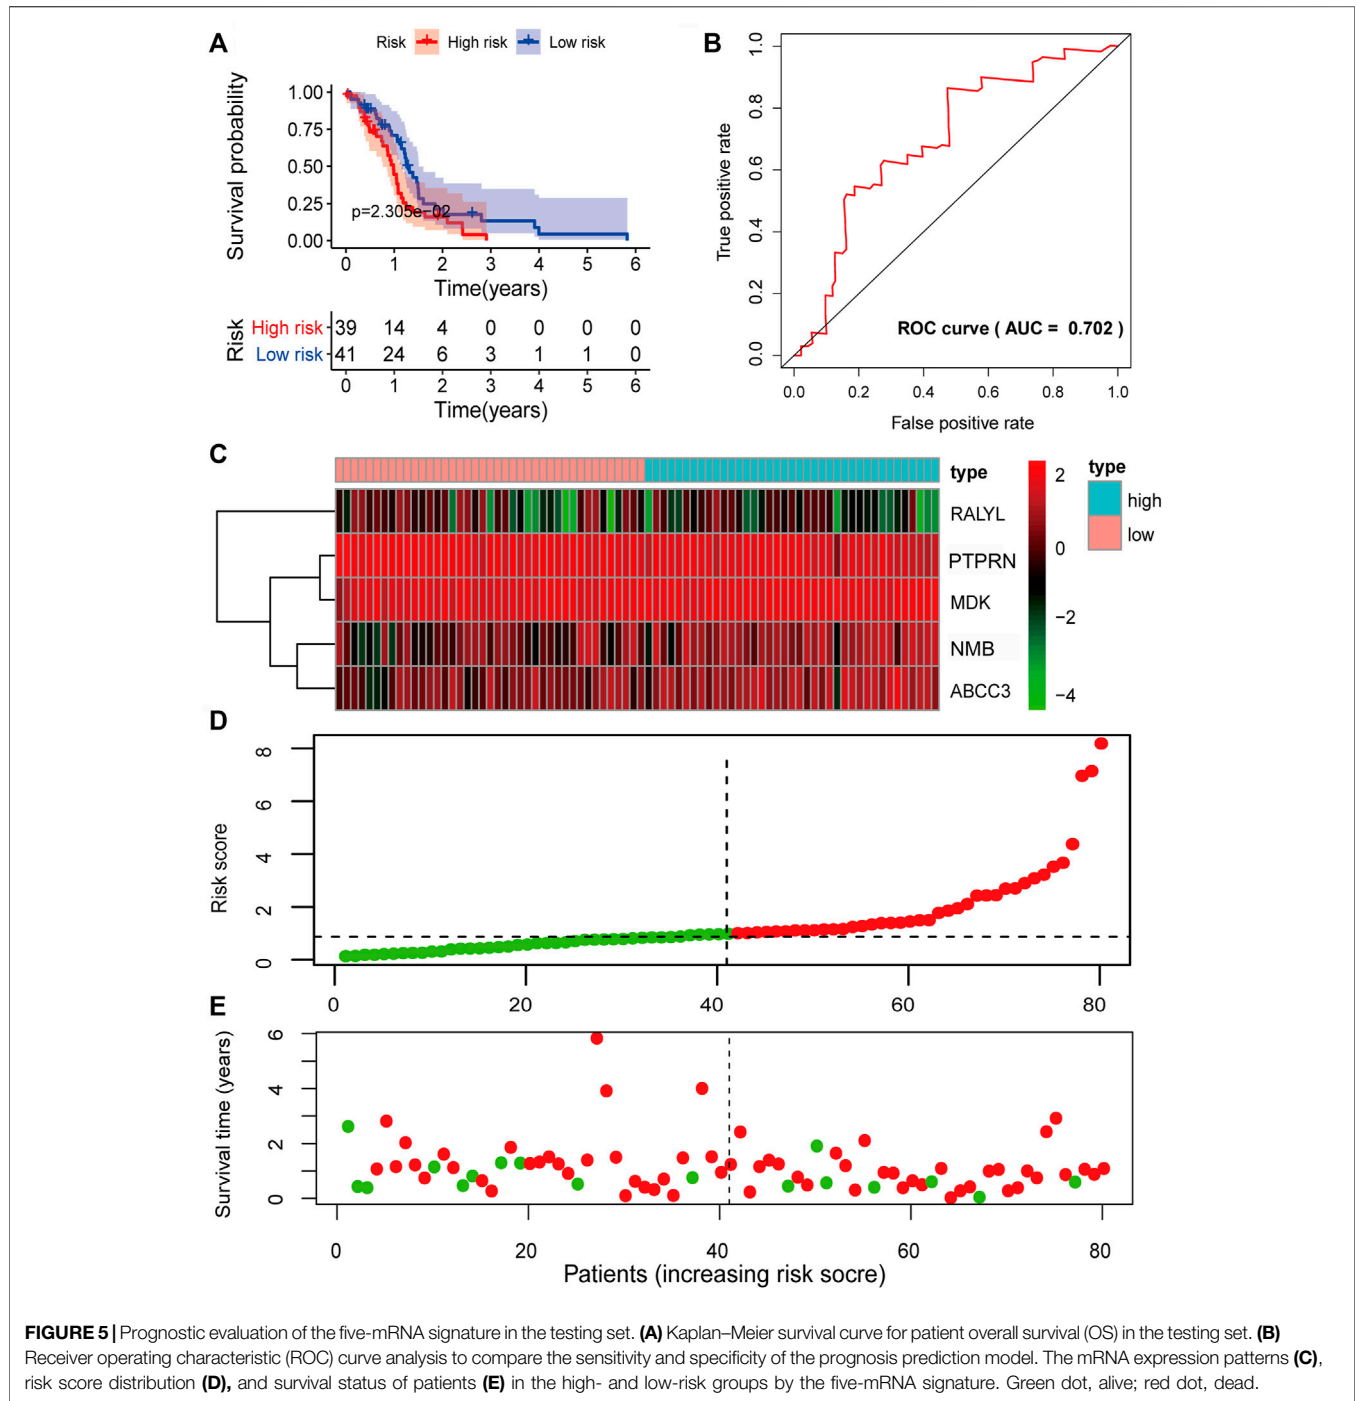 A
Risk High risk Low risk
Survival probability
1.00
0.75
0.50
0.25
0.00
p=2.305e−02
0 1 2 3 4 5 6
Time(years)
Risk
High risk 39 14 4 0 0 0 0
Low risk 41 24 6 3 1 1 0
0 1 2 3 4 5 6
Time(years)
B
True positive rate
1.0
0.8
0.6
0.4
0.2
0.0
ROC curve ( AUC = 0.702 )
0.0 0.2 0.4 0.6 0.8 1.0
False positive rate
C
type
RALYL
PTPRN
MDK
NMB
ABCC3
2
0
−2
−4
type
high
low
D
Risk score
8
6
4
2
0
0 20 40 60 80
E
Survival time (years)
6
4
2
0
0 20 40 60 80
Patients (increasing risk socre)
FIGURE 5 | Prognostic evaluation of the five-mRNA signature in the testing set. (A) Kaplan–Meier survival curve for patient overall survival (OS) in the testing set. (B)
Receiver operating characteristic (ROC) curve analysis to compare the sensitivity and specificity of the prognosis prediction model. The mRNA expression patterns (C),
risk score distribution (D), and survival status of patients (E) in the high- and low-risk groups by the five-mRNA signature. Green dot, alive; red dot, dead.